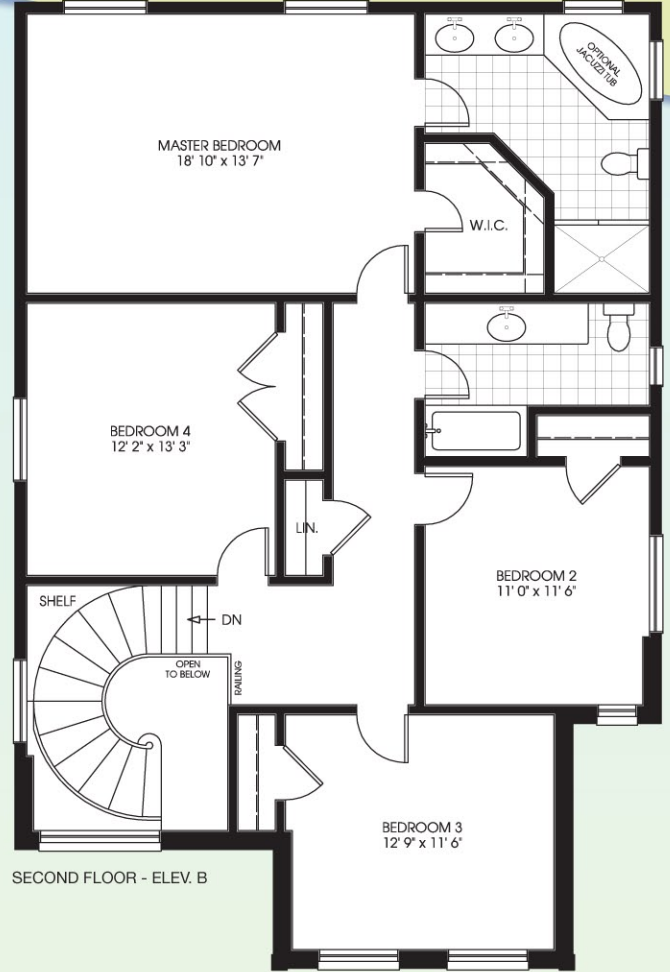 OPTIONAL
JACUZZI TUB
MASTER BEDROOM
18' 10" x 13' 7"
W.I.C.
BEDROOM 4
12' 2" x 13' 3"
LIN.
BEDROOM 2
11' 0" x 11' 6"
SHELF
DN
OPEN
TO BELOW
RAILING
BEDROOM 3
12' 9" x 11' 6"
SECOND FLOOR - ELEV. B